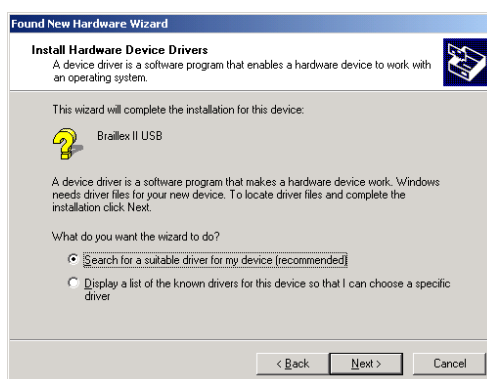 Found New Hardware Wizard
Install Hardware Device Drivers
A device driver is a software program that enables a hardware device to work with
an operating system.
This wizard will complete the installation for this device:
Braillex II USB
A device driver is a software program that makes a hardware device work. Windows
needs driver files for your new device. To locate driver files and complete the
installation click Next.
What do you want the wizard to do?
Search for a suitable driver for my device (recommended)
Display a list of the known drivers for this device so that I can choose a specific
driver
< Back Next > Cancel